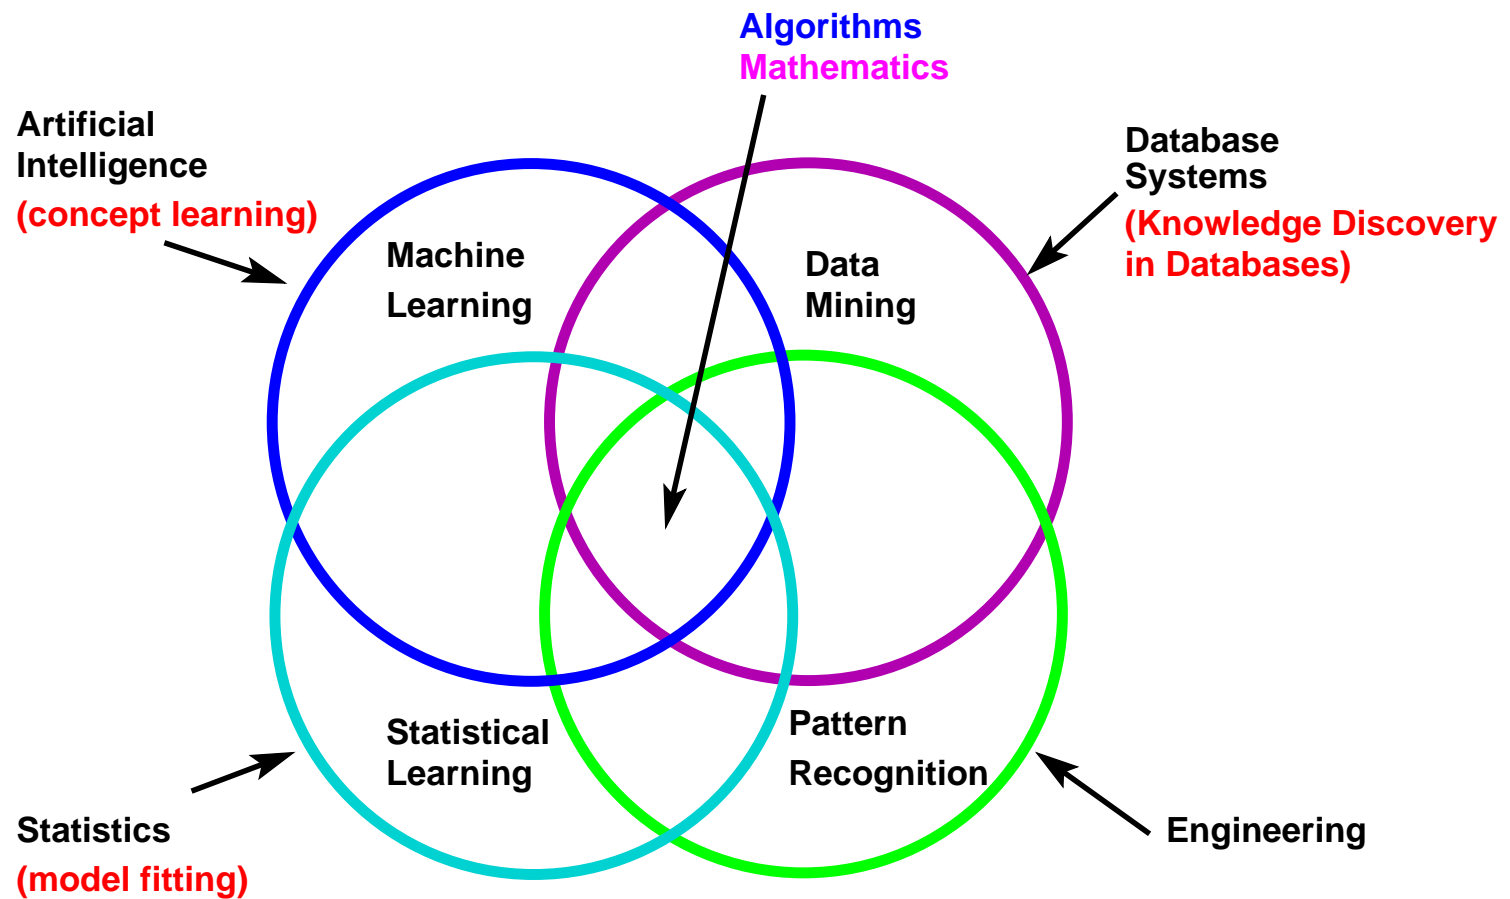 Algorithms
Mathematics
Artificial
Intelligence
(concept learning)
Database
Systems
(Knowledge Discovery
in Databases)
Machine
Learning
Data
Mining
Statistical
Learning
Pattern
Recognition
Statistics
(model fitting)
Engineering